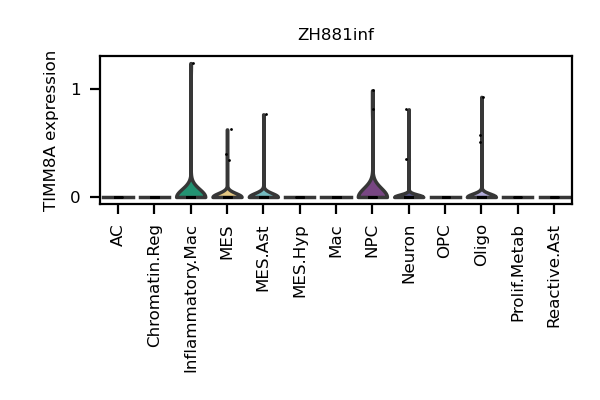 ZH881inf
TIMM8A expression
1
0
AC
Chromatin.Reg
Inflammatory.Mac
MES
MES.Ast
MES.Hyp
Mac
NPC
Neuron
OPC
Oligo
Prolif.Metab
Reactive.Ast